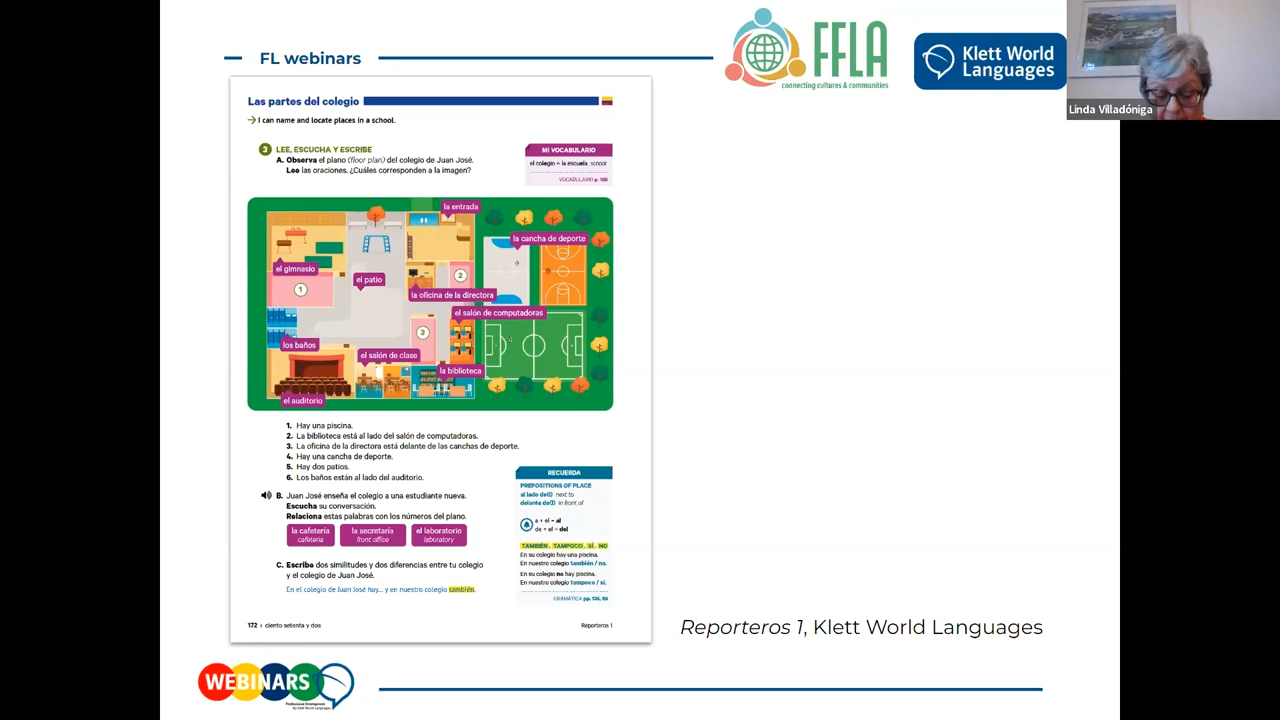 FL webinars
FFLA
connecting cultures & communities
Klett World
Languages
Linda Villadóniga
Las partes del colegio
I can name and locate places in a school.
3 LEE, ESCUCHA Y ESCRIBE
A. Observa el plano (floor plan) del colegio de Juan José.
Lee las oraciones. ¿Cuáles corresponden a la imagen?
MI VOCABULARIO
el colegio = la escuela school
VOCABULARIO p. 188
la entrada
la cancha de deporte
el gimnasio
el patio
2
1
la oficina de la directora
el salón de computadoras
3
los baños
el salón de clase
la biblioteca
el auditorio
1. Hay una piscina.
2. La biblioteca está al lado del salón de computadoras.
3. La oficina de la directora está delante de las canchas de deporte.
4. Hay una cancha de deporte.
5. Hay dos patios.
6. Los baños están al lado del auditorio.
B. Juan José enseña el colegio a una estudiante nueva.
Escucha su conversación.
Relaciona estas palabras con los números del plano.
la cafetería
cafeteria
la secretaría
front office
el laboratorio
laboratory
C. Escribe dos similitudes y dos diferencias entre tu colegio
y el colegio de Juan José.
En el colegio de Juan José hay... y en nuestro colegio también.
RECUERDA
PREPOSITIONS OF PLACE
al lado de(l) next to
delante de(l) in front of
a + el = al
de + el = del
TAMBIÉN, TAMPOCO, SÍ, NO
En su colegio hay una piscina.
En nuestro colegio también / no.
En su colegio no hay piscina.
En nuestro colegio tampoco / sí.
GRAMÁTICA pp.
172 | ciento setenta y dos
Reporteros 1
Reporteros 1, Klett World Languages
WEBINARS
Professional Development
By Klett World Languages